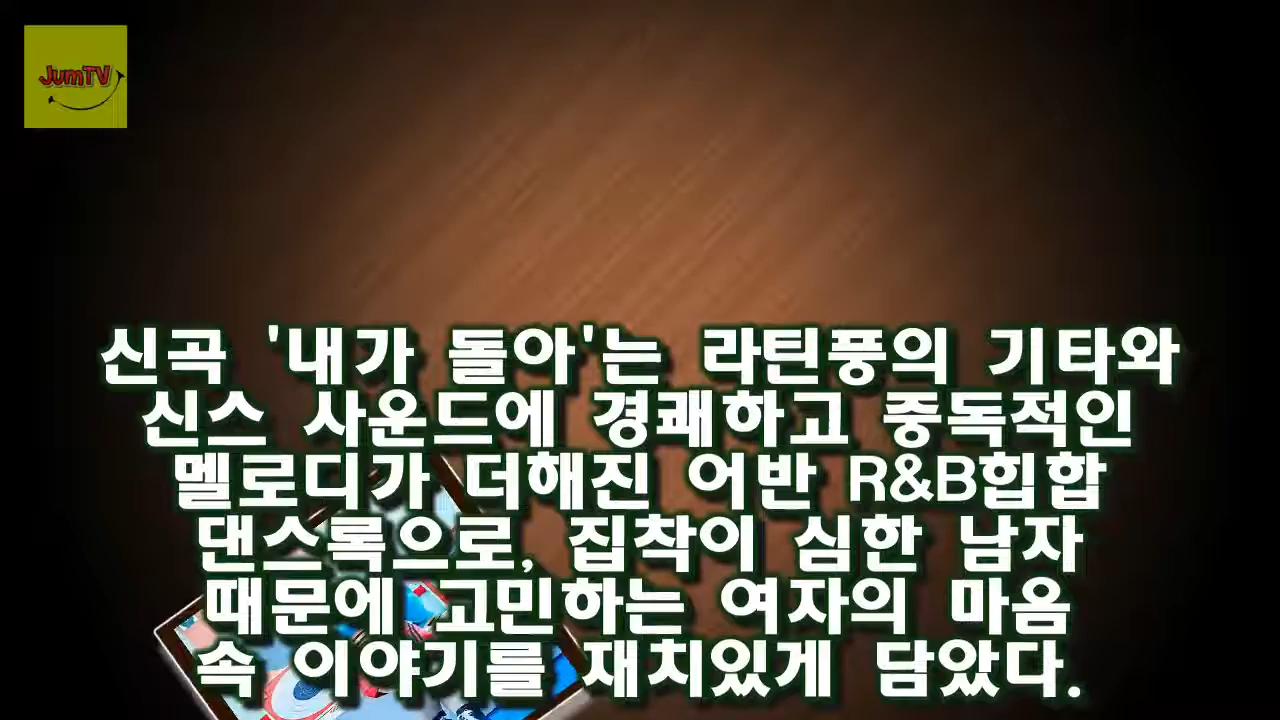 JumTV
신곡 '내가 돌아'는 라틴풍의 기타와
신스 사운드에 경쾌하고 중독적인
멜로디가 더해진 어반 R&B힙합
댄스록으로, 집착이 심한 남자
때문에 고민하는 여자의 마음
속 이야기를 재치있게 담았다.